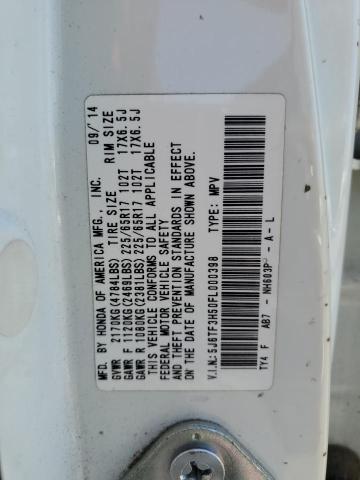 MFD. BY HONDA OF AMERICA MFG., INC. 09/'14
TIRE SIZE RIM SIZE
GVWR 2170KG(4784LBS)
GAWR F 1120KG(2469LBS) 225/65R17 102T 17X6.5J
GAWR R 1080KG(2381LBS) 225/65R17 102T 17X6.5J
THIS VEHICLE CONFORMS TO ALL APPLICABLE
FEDERAL MOTOR VEHICLE SAFETY
AND THEFT PREVENTION STANDARDS IN EFFECT
ON THE DATE OF MANUFACTURE SHOWN ABOVE.
V.I.N.: 5J6TF3H50FL000398 TYPE: MPV
TY4 F AB7 - NH603P - A - L